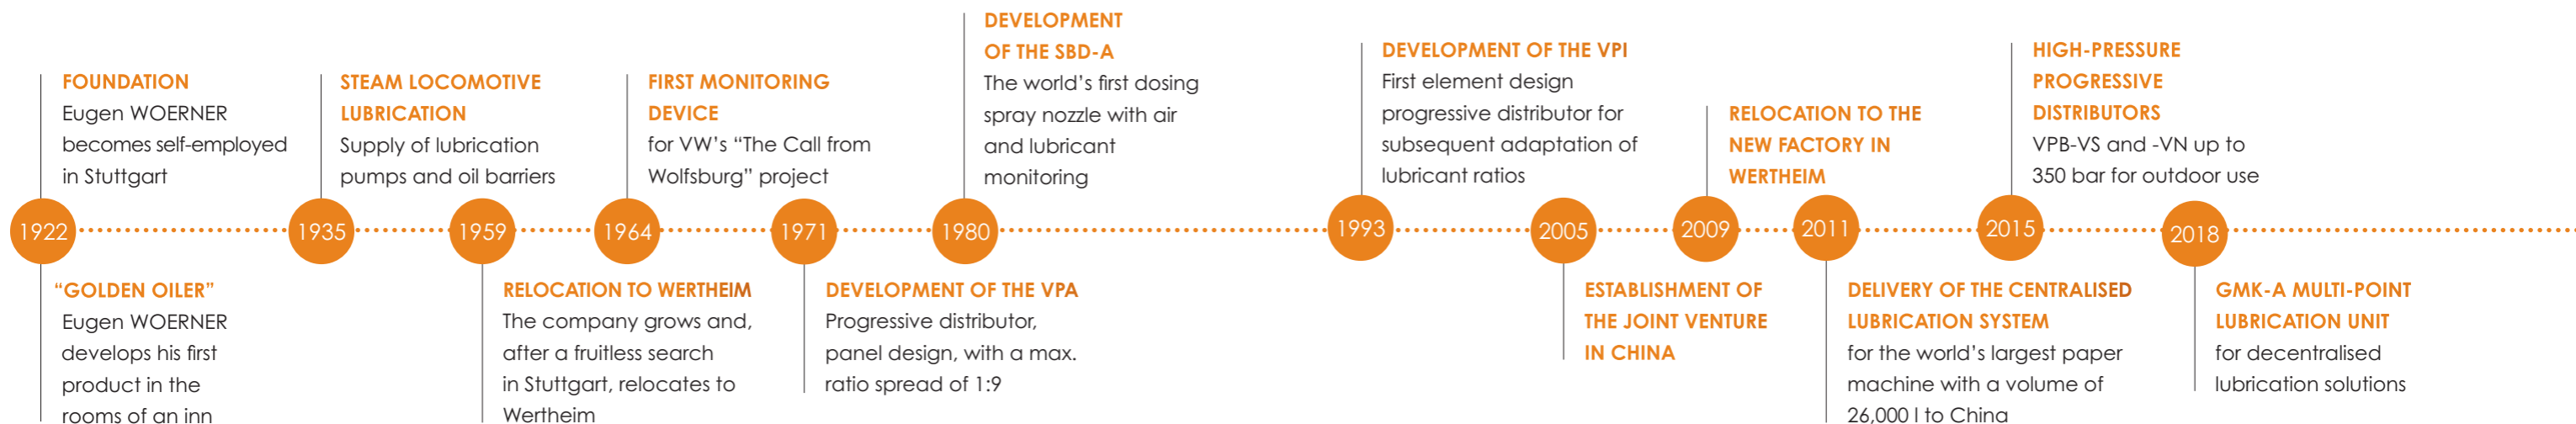 FOUNDATION
Eugen WOERNER
becomes self-employed
in Stuttgart
1922
“GOLDEN OILER”
Eugen WOERNER
develops his first
product in the
rooms of an inn
STEAM LOCOMOTIVE
LUBRICATION
Supply of lubrication
pumps and oil barriers
1935
1959
RELOCATION TO WERTHEIM
The company grows and,
after a fruitless search
in Stuttgart, relocates to
Wertheim
FIRST MONITORING
DEVICE
for VW’s “The Call from
Wolfsburg” project
1964
1971
DEVELOPMENT OF THE VPA
Progressive distributor,
panel design, with a max.
ratio spread of 1:9
DEVELOPMENT
OF THE SBD-A
The world’s first dosing
spray nozzle with air
and lubricant
monitoring
1980
DEVELOPMENT OF THE VPI
First element design
progressive distributor for
subsequent adaptation of
lubricant ratios
1993
2005
ESTABLISHMENT OF
THE JOINT VENTURE
IN CHINA
RELOCATION TO THE
NEW FACTORY IN
WERTHEIM
2009
2011
DELIVERY OF THE CENTRALISED
LUBRICATION SYSTEM
for the world’s largest paper
machine with a volume of
26,000 l to China
HIGH-PRESSURE
PROGRESSIVE
DISTRIBUTORS
VPB-VS and -VN up to
350 bar for outdoor use
2015
2018
GMK-A MULTI-POINT
LUBRICATION UNIT
for decentralised
lubrication solutions